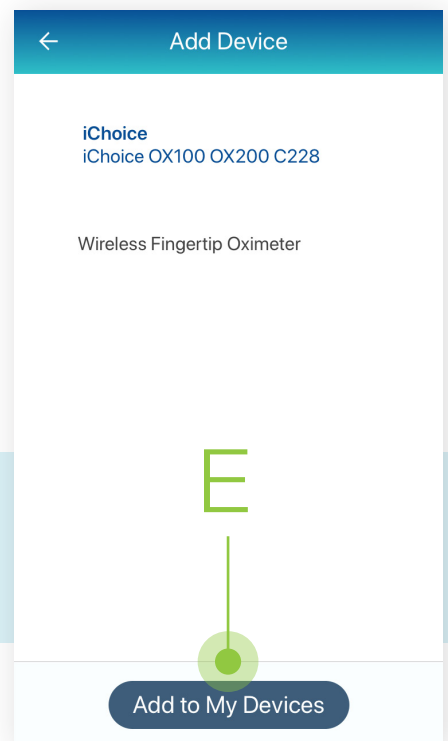 Add Device
iChoice
iChoice OX100 OX200 C228
Wireless Fingertip Oximeter
E
Add to My Devices